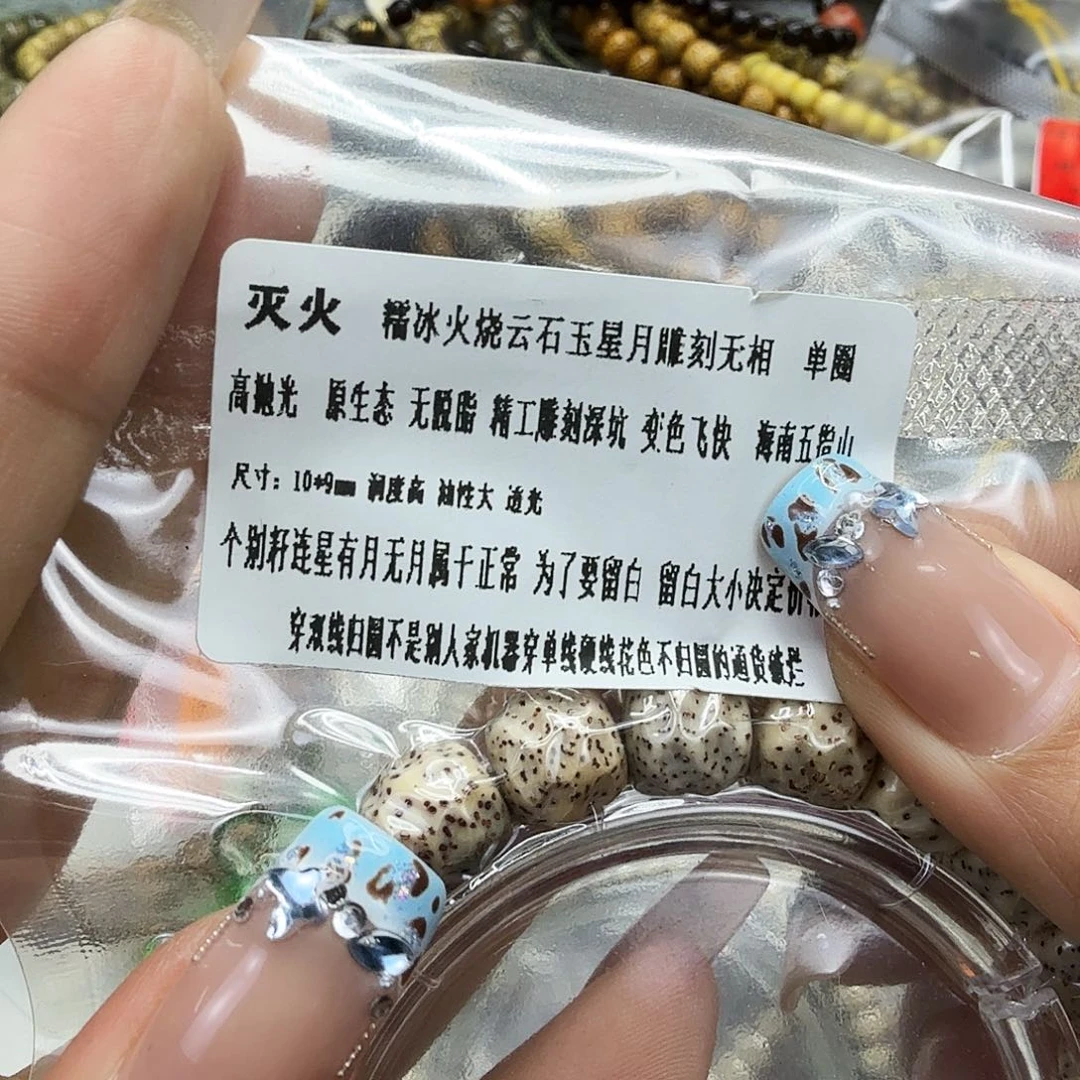 灭火 糯冰火烧云石玉星月雕刻无相 单圈
高抛光 原生态 无脱脂 精工雕刻深坑 变色飞快 海南五指山
尺寸：10*9mm 润度高 油性大 透光
个别籽连星有月无月属于正常 为了要留白 留白大小决定价
穿双线归圆不是别人家机器穿单线硬线花色不归圆的通货破烂